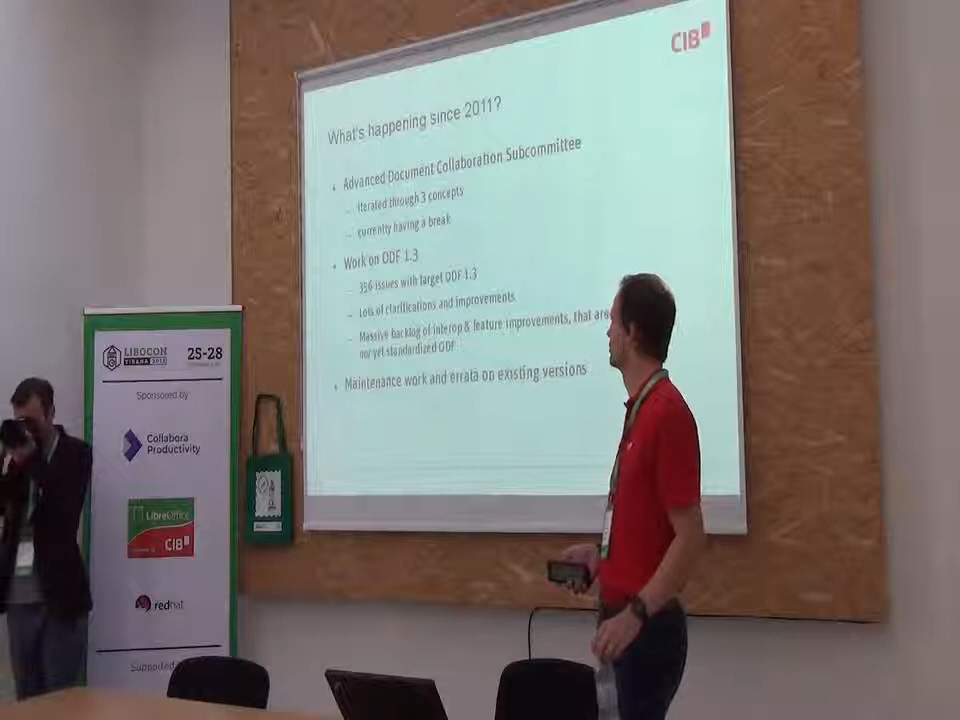 CIB
What's happening since 2011?
Advanced Document Collaboration Subcommittee
iterated through 3 concepts
currently having a break
Work on ODF 1.3
356 issues with target ODF 1.3
Lots of clarifications and improvements
Massive backlog of interop & feature improvements, that are
not yet standardized ODF
Maintenance work and errata on existing versions
LIBOCON
TIRANA 2018
25-28
Sponsored by
Collabora
Productivity
LibreOffice
CIB
redhat
Supported